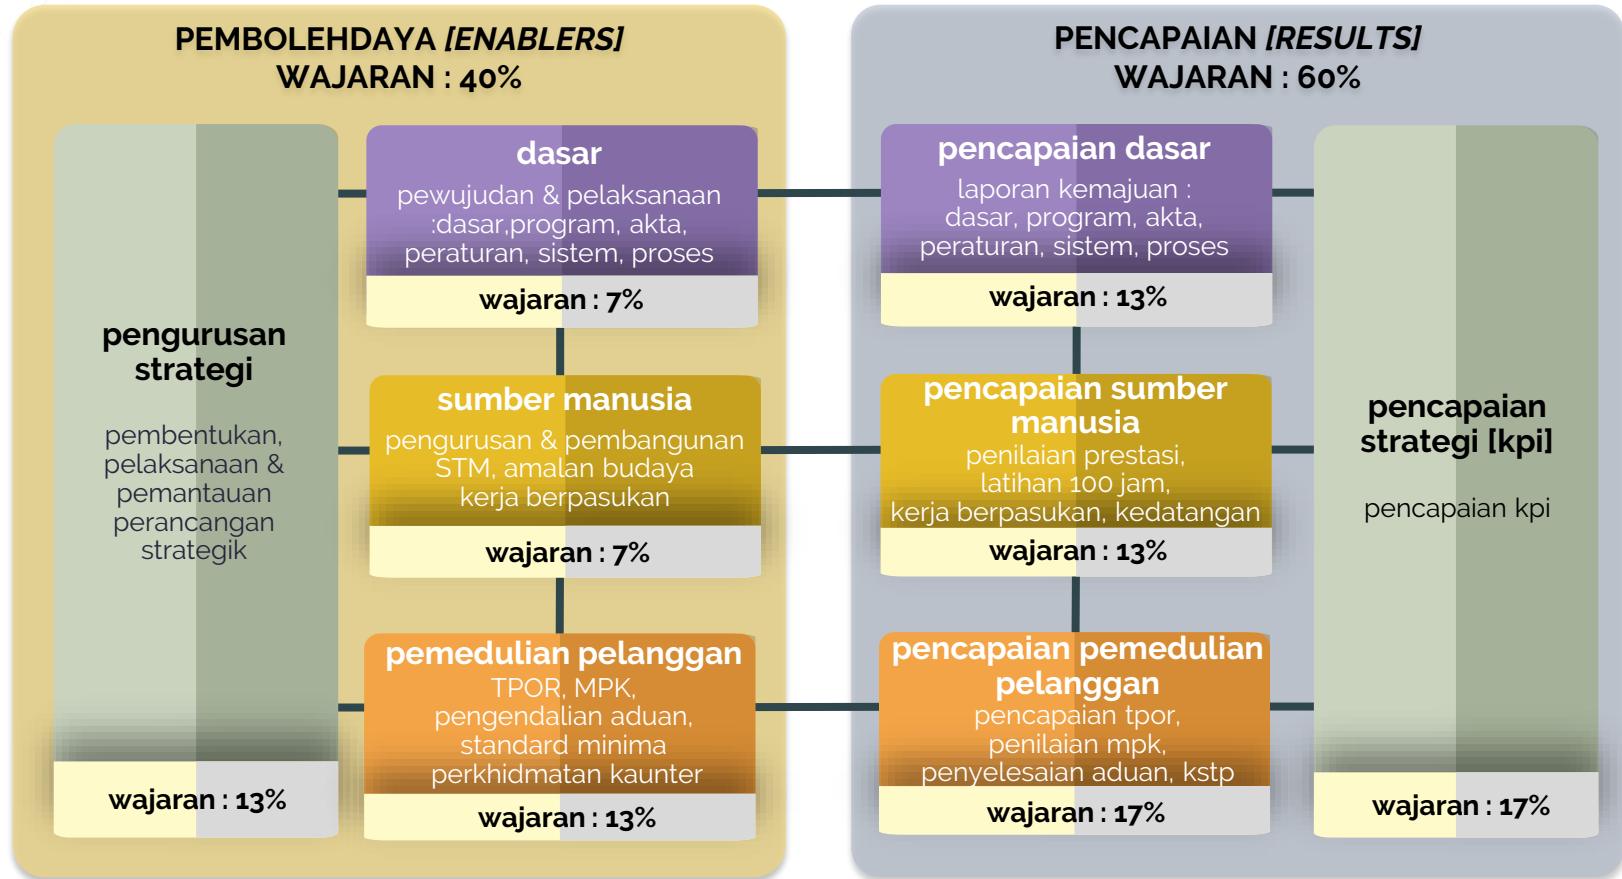 PEMBOLEHDAYA [ENABLERS]
WAJARAN : 40%
pengurusan
strategi
pembentukan,
pelaksanaan &
pemantauan
perancangan
strategik
wajaran : 13%
dasar
pewujudan & pelaksanaan
:dasar,program, akta,
peraturan, sistem, proses
wajaran : 7%
sumber manusia
pengurusan & pembangunan
STM, amalan budaya
kerja berpasukan
wajaran : 7%
pemedulian pelanggan
TPOR, MPK,
pengendalian aduan,
standard minima
perkhidmatan kaunter
wajaran : 13%
PENCAPAIAN [RESULTS]
WAJARAN : 60%
pencapaian dasar
laporan kemajuan :
dasar, program, akta,
peraturan, sistem, proses
wajaran : 13%
pencapaian sumber
manusia
penilaian prestasi,
latihan 100 jam,
kerja berpasukan, kedatangan
wajaran : 13%
pencapaian pemedulian
pelanggan
pencapaian tpor,
penilaian mpk,
penyelesaian aduan, kstp
wajaran : 17%
pencapaian
strategi [kpi]
pencapaian kpi
wajaran : 17%